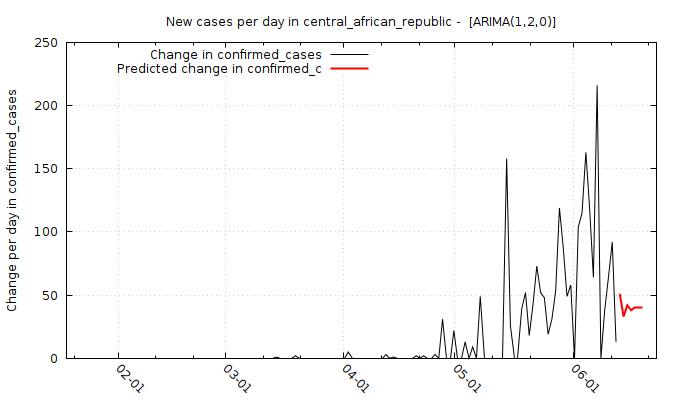 New cases per day in central_african_republic -  [ARIMA(1,2,0)]
Change in confirmed_cases
Predicted change in confirmed_c
Change per day in confirmed_cases
250
200
150
100
50
0
02-01
03-01
04-01
05-01
06-01